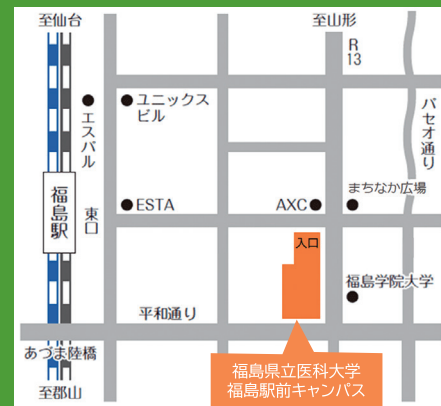 至仙台
至山形
R
13
ユニックス
ビル
エスパル
パセオ通り
まちなか広場
ESTA
AXC
福島駅
東口
入口
福島学院大学
平和通り
あづま陸橋
福島県立医科大学
福島駅前キャンパス
至郡山